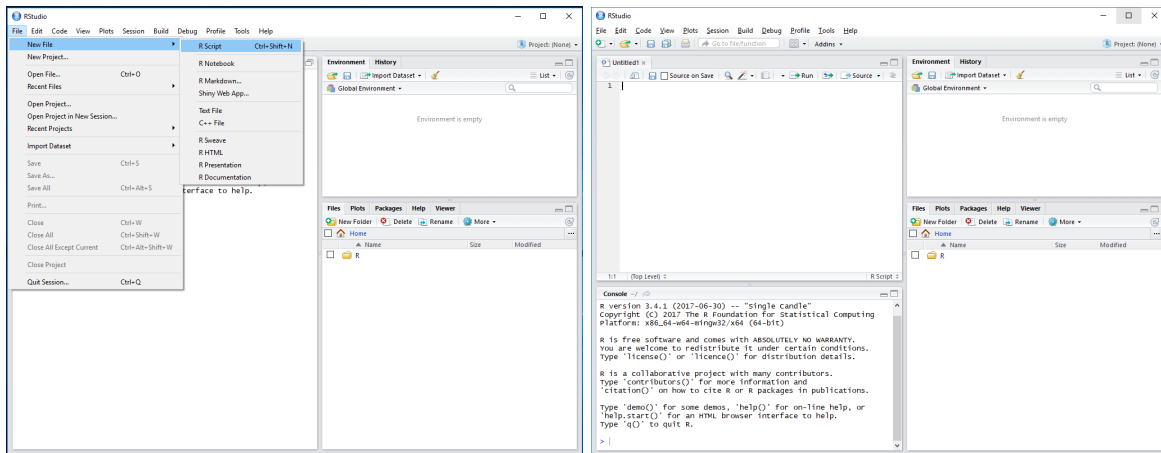 RStudio
File Edit Code View Plots Session Build Debug Profile Tools Help
Project: (None)
New File
New Project...
Open File... Ctrl+O
Recent Files
Open Project...
Open Project in New Session...
Recent Projects
Import Dataset
Save Ctrl+S
Save As...
Save All Ctrl+Alt+S
Print...
Close Ctrl+W
Close All Ctrl+Shift+W
Close All Except Current Ctrl+Alt+Shift+W
Close Project
Quit Session... Ctrl+Q
R Script Ctrl+Shift+N
R Notebook
R Markdown...
Shiny Web App...
Text File
C++ File
R Sweave
R HTML
R Presentation
R Documentation
terface to help.
Environment History
Import Dataset List
Global Environment
Environment is empty
Files Plots Packages Help Viewer
New Folder Delete Rename More
Home
Name Size Modified
R
RStudio
File Edit Code View Plots Session Build Debug Profile Tools Help
Go to file/function Addins Project: (None)
Untitled1
Source on Save Run Source
1
1:1 (Top Level) R Script
Console ~/
R version 3.4.1 (2017-06-30) -- "Single Candle"
Copyright (C) 2017 The R Foundation for Statistical Computing
Platform: x86_64-w64-mingw32/x64 (64-bit)
R is free software and comes with ABSOLUTELY NO WARRANTY.
You are welcome to redistribute it under certain conditions.
Type 'license()' or 'licence()' for distribution details.
R is a collaborative project with many contributors.
Type 'contributors()' for more information and
'citation()' on how to cite R or R packages in publications.
Type 'demo()' for some demos, 'help()' for on-line help, or
'help.start()' for an HTML browser interface to help.
Type 'q()' to quit R.
>
Environment History
Import Dataset List
Global Environment
Environment is empty
Files Plots Packages Help Viewer
New Folder Delete Rename More
Home
Name Size Modified
R